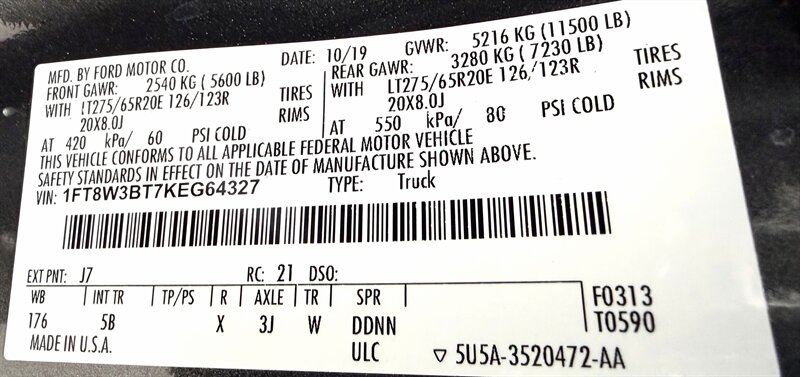 MFD. BY FORD MOTOR CO. DATE: 10/19 GVWR: 5216 KG (11500 LB)
FRONT GAWR: 2540 KG ( 5600 LB) REAR GAWR: 3280 KG ( 7230 LB)
WITH LT275/65R20E 126/123R TIRES WITH LT275/65R20E 126/123R TIRES
20X8.0J RIMS 20X8.0J RIMS
AT 420 kPa/ 60 PSI COLD AT 550 kPa/ 80 PSI COLD
THIS VEHICLE CONFORMS TO ALL APPLICABLE FEDERAL MOTOR VEHICLE
SAFETY STANDARDS IN EFFECT ON THE DATE OF MANUFACTURE SHOWN ABOVE.
VIN: 1FT8W3BT7KEG64327 TYPE: Truck
EXT PNT: J7 RC: 21 DSO:
WB INT TR TP/PS R AXLE TR SPR F0313
176 5B X 3J W DDNN T0590
MADE IN U.S.A. ULC ▽ 5U5A-3520472-AA